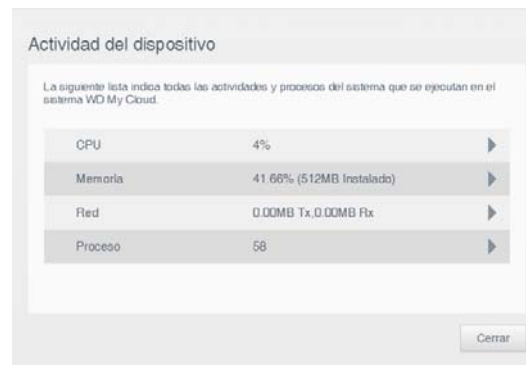 Actividad del dispositivo
La siguiente lista indica todas las actividades y procesos del sistema que se ejecutan en el
sistema WD My Cloud.
CPU 4%
Memoria 41.66% (512MB Instalado)
Red 0.00MB Tx,0.00MB Rx
Proceso 58
Cerrar